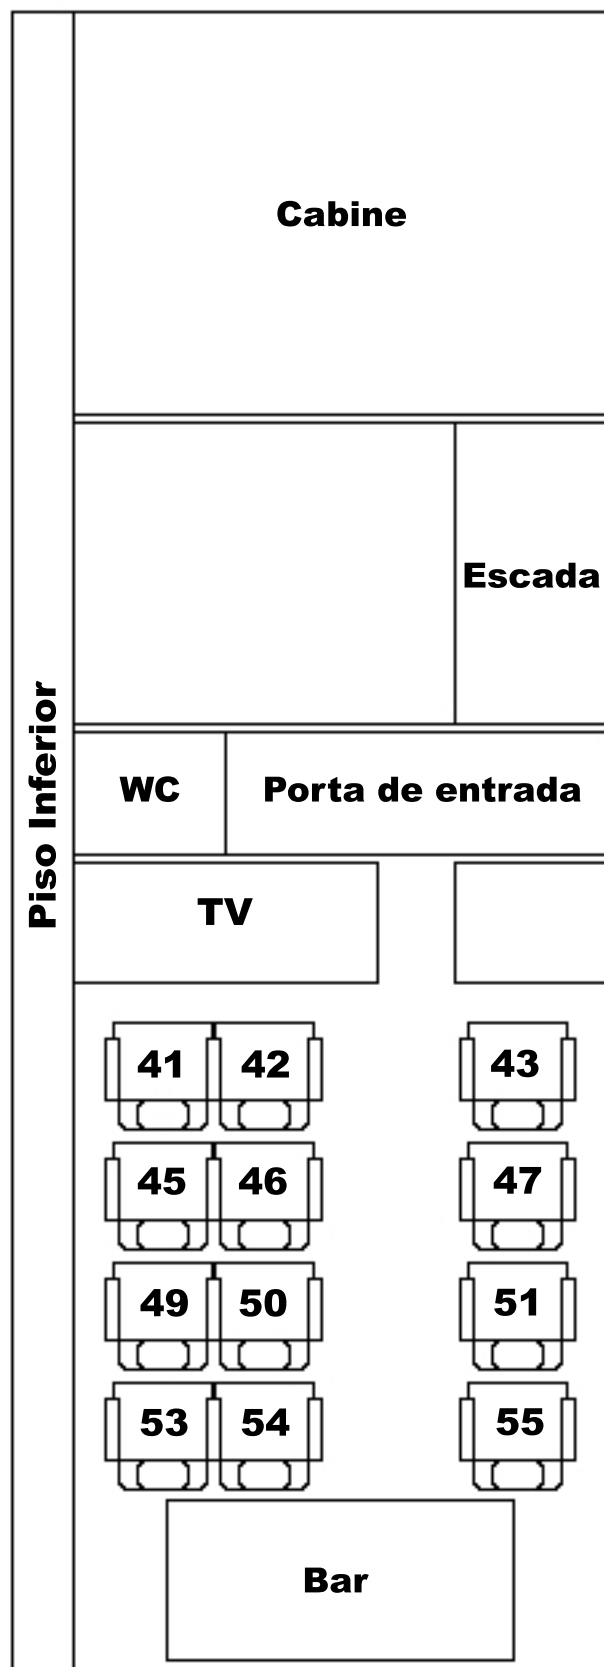 Cabine
Escada
Piso Inferior
WC
Porta de entrada
TV
41 42 43
45 46 47
49 50 51
53 54 55
Bar